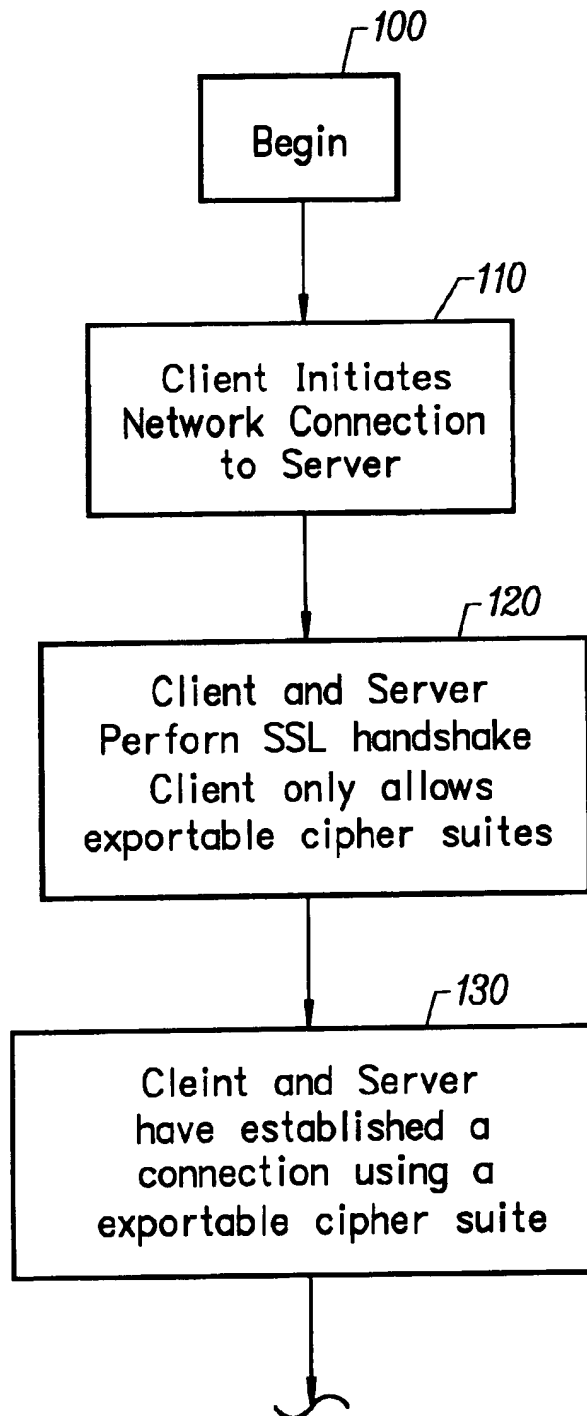 100
Begin
110
Client Initiates
Network Connection
to Server
120
Client and Server
Perforn SSL handshake
Client only allows
exportable cipher suites
130
Cleint and Server
have established a
connection using a
exportable cipher suite